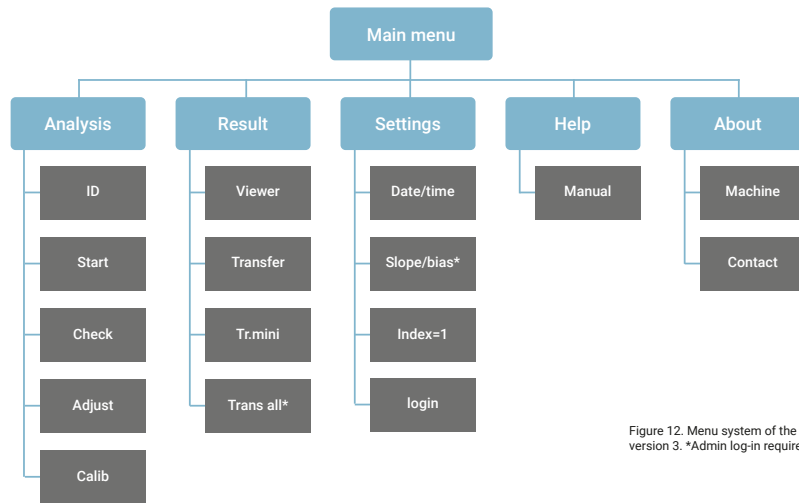 Main menu
Analysis
Result
Settings
Help
About
ID
Viewer
Date/time
Manual
Machine
Start
Transfer
Slope/bias*
Contact
Check
Tr.mini
Index=1
Adjust
Trans all*
login
Calib
Figure 12. Menu system of the
version 3. *Admin log-in require